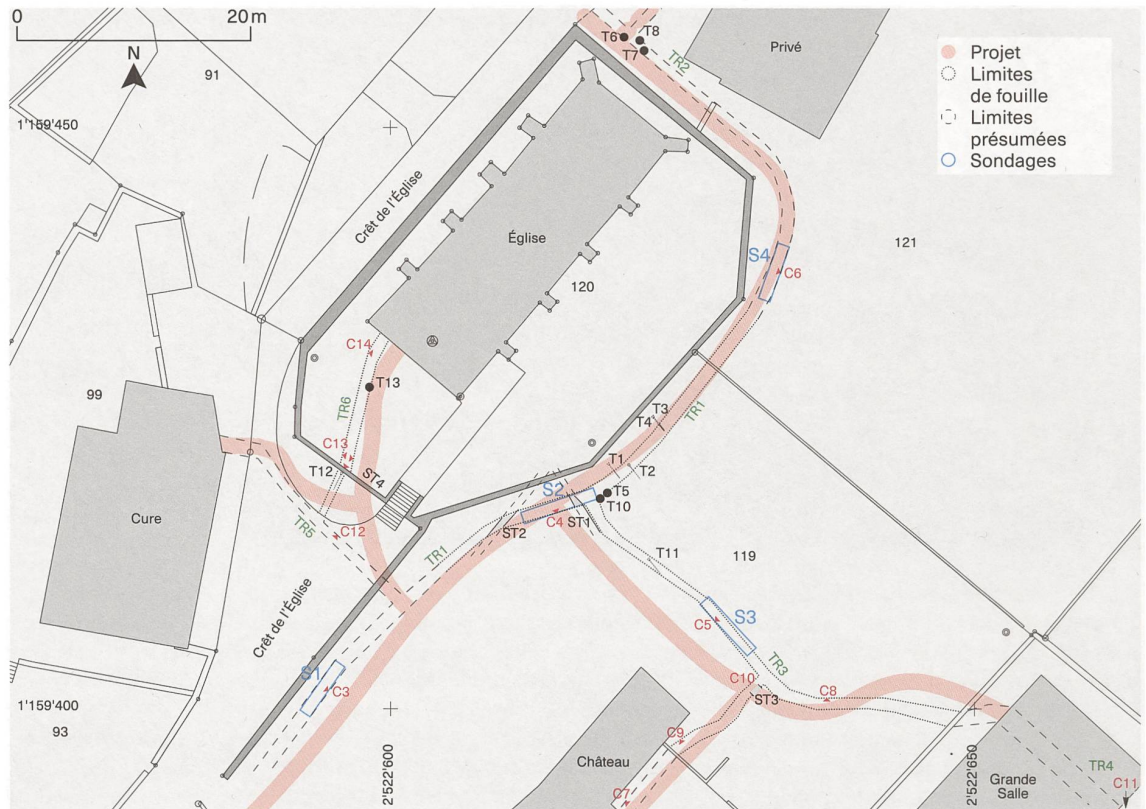 0
20 m
N
91
1'159'450
T6
T8
T7
TR2
Privé
Projet
Limites
de fouille
Limites
présumées
Sondages
Crêt de l'Église
Église
120
S4
C6
121
C14
T13
TR6
99
C13
T12
ST4
T3
T4
TR1
T1
T2
S2
T5
T10
C4
ST1
ST2
Cure
TR5
C12
TR1
T11
119
Crêt de l'Église
C5
S3
TR3
S1
C3
C10
ST3
C8
1'159'400
93
2'522'600
2'522'650
C9
Château
C7
Grande
Salle
TR4
C11